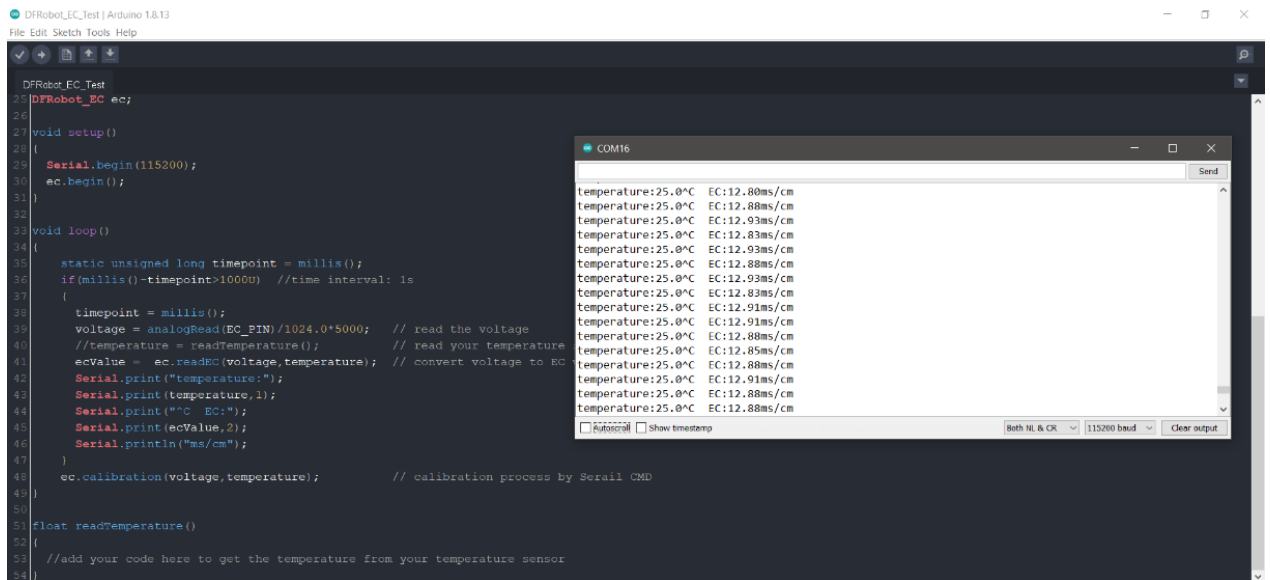 DFRobot_EC_Test | Arduino 1.8.13
File Edit Sketch Tools Help
DFRobot_EC_Test
25 DFRobot_EC ec;
26
27 void setup()
28 {
29 Serial.begin(115200);
30 ec.begin();
31 }
32
33 void loop()
34 {
35 static unsigned long timepoint = millis();
36 if(millis()-timepoint>1000U) //time interval: 1s
37 {
38 timepoint = millis();
39 voltage = analogRead(EC_PIN)/1024.0*5000; // read the voltage
40 //temperature = readTemperature(); // read your temperature
41 ecValue = ec.readEC(voltage,temperature); // convert voltage to EC
42 Serial.print("temperature:");
43 Serial.print(temperature,1);
44 Serial.print("^C EC:");
45 Serial.print(ecValue,2);
46 Serial.println("ms/cm");
47 }
48 ec.calibration(voltage,temperature); // calibration process by Serail CMD
49 }
50
51 float readTemperature()
52 {
53 //add your code here to get the temperature from your temperature sensor
54 }
COM16
Send
temperature:25.0^C EC:12.80ms/cm
temperature:25.0^C EC:12.88ms/cm
temperature:25.0^C EC:12.93ms/cm
temperature:25.0^C EC:12.83ms/cm
temperature:25.0^C EC:12.93ms/cm
temperature:25.0^C EC:12.88ms/cm
temperature:25.0^C EC:12.93ms/cm
temperature:25.0^C EC:12.83ms/cm
temperature:25.0^C EC:12.91ms/cm
temperature:25.0^C EC:12.91ms/cm
temperature:25.0^C EC:12.88ms/cm
temperature:25.0^C EC:12.85ms/cm
temperature:25.0^C EC:12.88ms/cm
temperature:25.0^C EC:12.91ms/cm
temperature:25.0^C EC:12.88ms/cm
temperature:25.0^C EC:12.88ms/cm
Autoscroll Show timestamp Both NL & CR 115200 baud Clear output